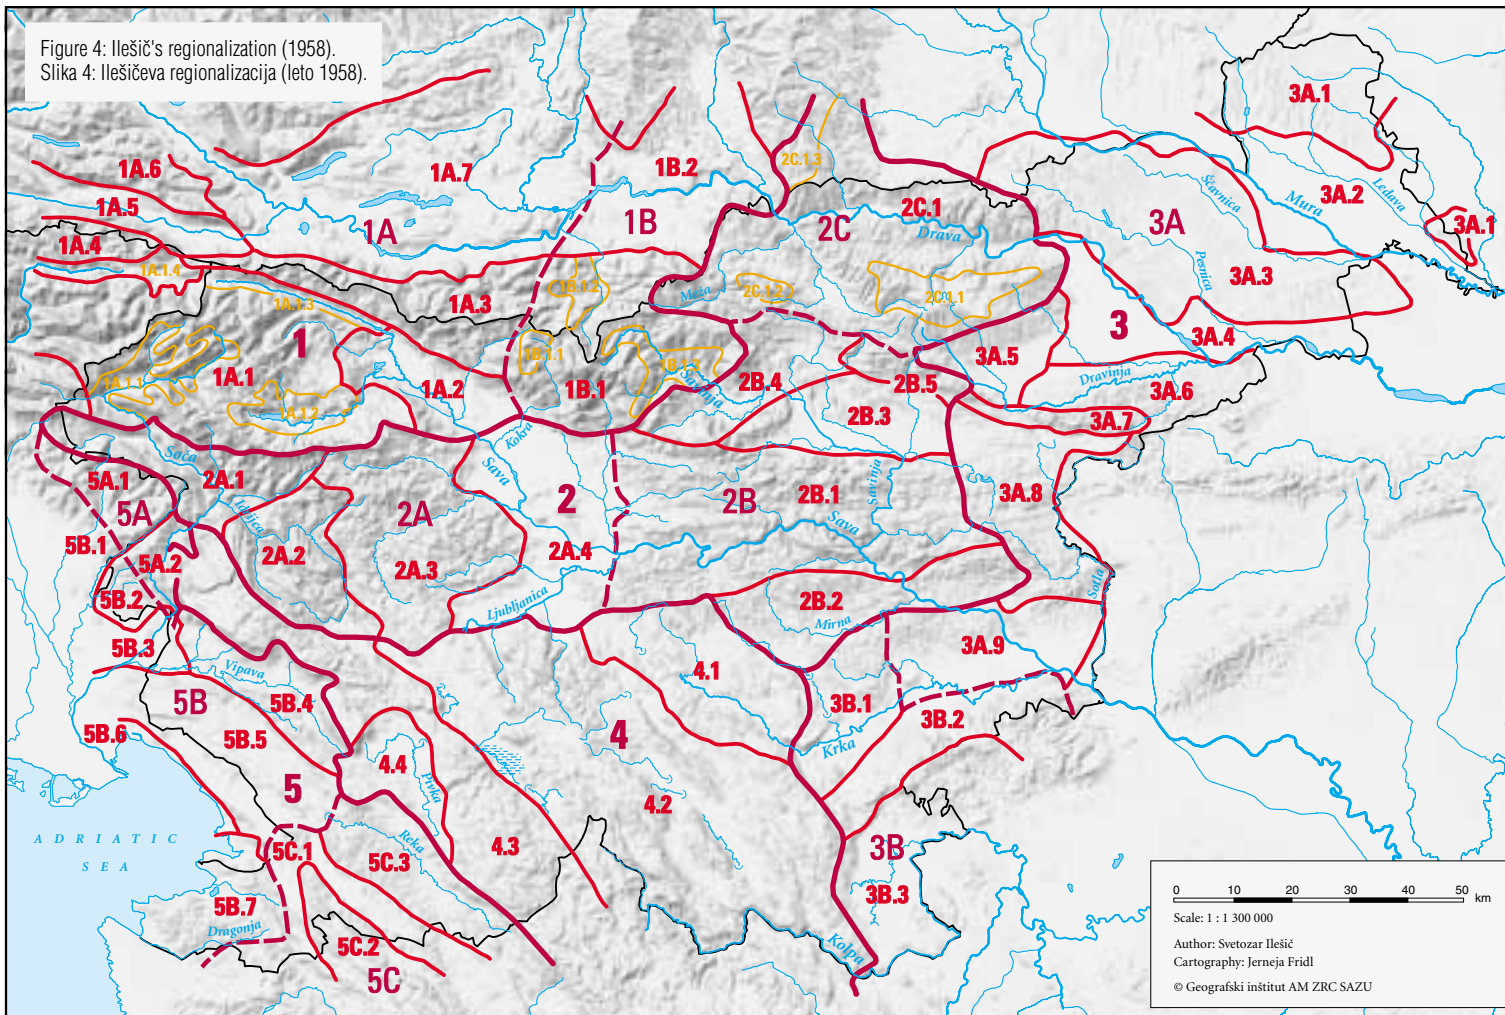 Figure 4: Ilešič's regionalization (1958).
Slika 4: Ilešičeva regionalizacija (leto 1958).
3A.1
1A.6
1A.7
1B.2
2C.1.3
1A.5
Ščavnica
Mura
3A.2
Ledava
1A.4
1A
1B
2C
2C.1
Drava
3A
3A.1
1A.1.4
1A.3
1B.1.2
Meža
2C.1.2
2C.1.1
Pesnica
3A.3
1A.1.3
1
3
3A.4
1A.1.1
1A.1
1A.2
1B.1.1
1B.1
1B.1.3
Savinja
2B.4
2B.5
3A.5
Dravinja
3A.6
1A.1.2
Kokra
2B.3
3A.7
Soča
5A.1
2A.1
Sava
2
2B
2B.1
Savinja
3A.8
5A
Idrijca
2A
Sava
5B.1
5A.2
2A.2
2A.3
2A.4
Sotla
5B.2
Ljubljanica
2B.2
Mirna
5B.3
3A.9
Vipava
5B.4
4.1
3B.1
5B
3B.2
5B.6
5B.5
4
Krka
4.4
Pivka
5
4.2
ADRIATIC
SEA
5C.1
Reka
5C.3
4.3
3B
3B.3
5B.7
Dragonja
5C.2
Kolpa
5C
0 10 20 30 40 50 km
Scale: 1 : 1 300 000
Author: Svetozar Ilešič
Cartography: Jerneja Fridl
© Geografski inštitut AM ZRC SAZU